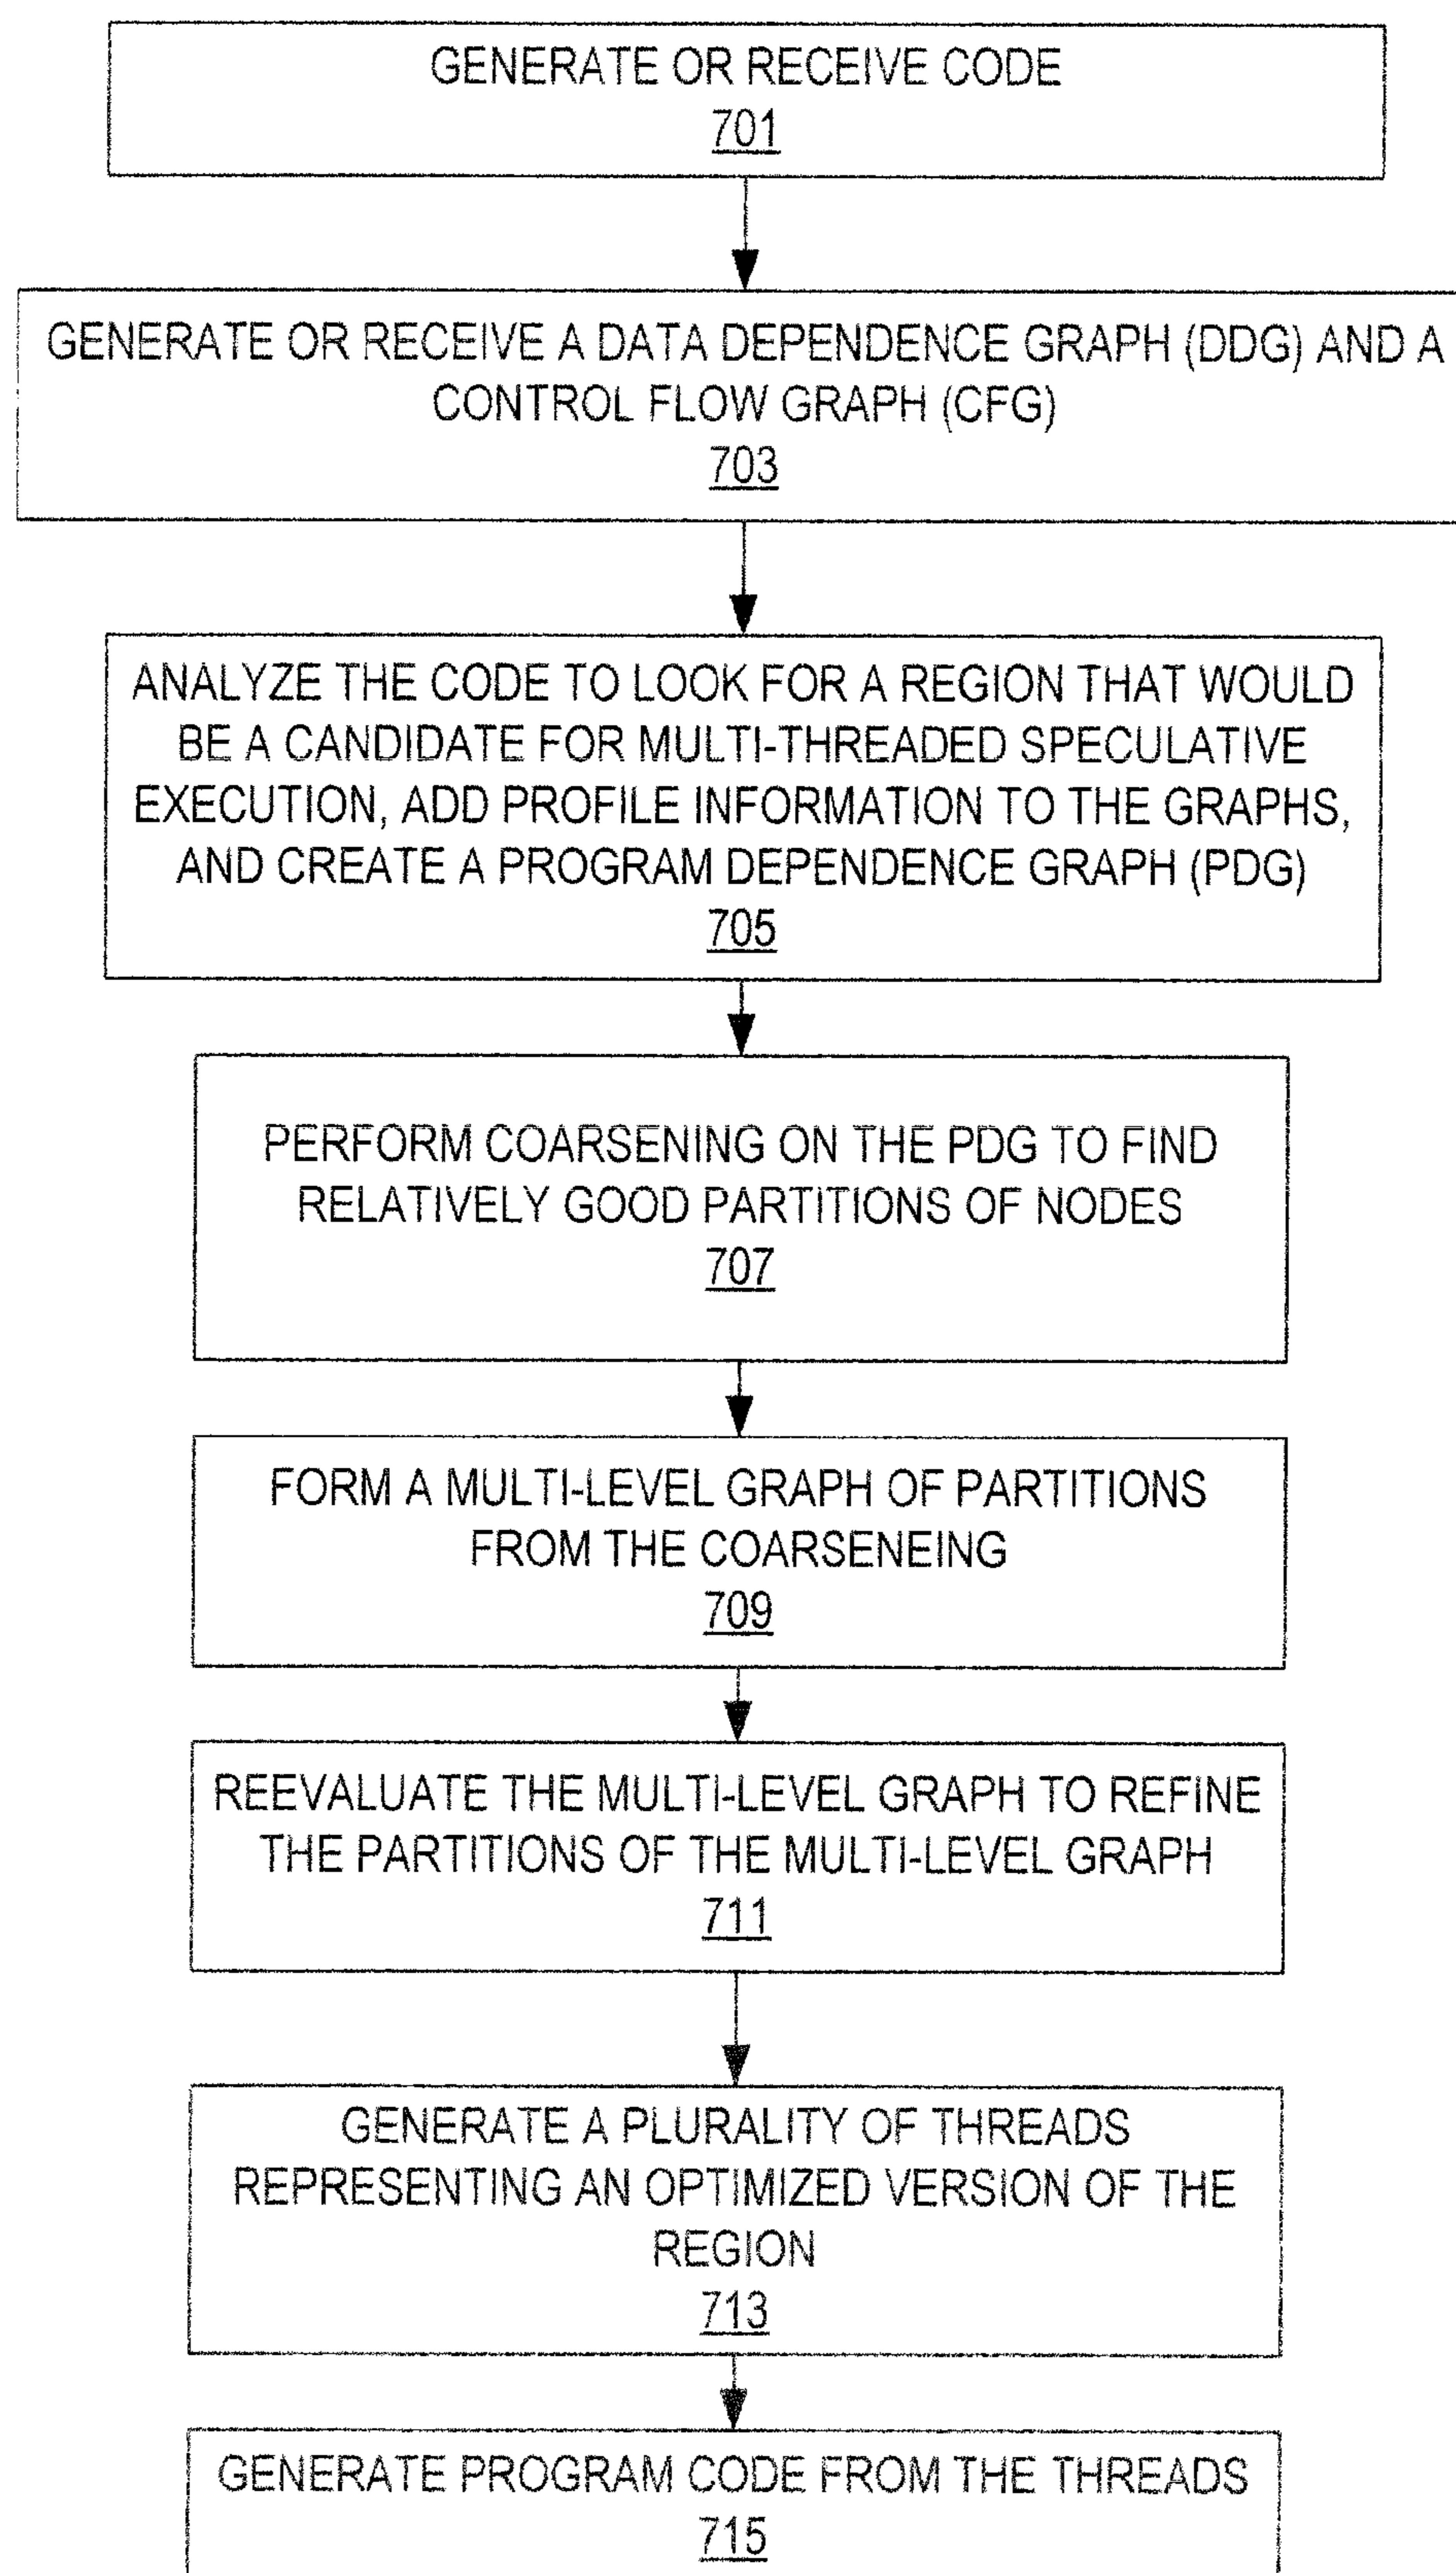 GENERATE OR RECEIVE CODE
701
GENERATE OR RECEIVE A DATA DEPENDENCE GRAPH (DDG) AND A
CONTROL FLOW GRAPH (CFG)
703
ANALYZE THE CODE TO LOOK FOR A REGION THAT WOULD
BE A CANDIDATE FOR MULTI-THREADED SPECULATIVE
EXECUTION, ADD PROFILE INFORMATION TO THE GRAPHS,
AND CREATE A PROGRAM DEPENDENCE GRAPH (PDG)
705
PERFORM COARSENING ON THE PDG TO FIND
RELATIVELY GOOD PARTITIONS OF NODES
707
FORM A MULTI-LEVEL GRAPH OF PARTITIONS
FROM THE COARSENEING
709
REEVALUATE THE MULTI-LEVEL GRAPH TO REFINE
THE PARTITIONS OF THE MULTI-LEVEL GRAPH
711
GENERATE A PLURALITY OF THREADS
REPRESENTING AN OPTIMIZED VERSION OF THE
REGION
713
GENERATE PROGRAM CODE FROM THE THREADS
715